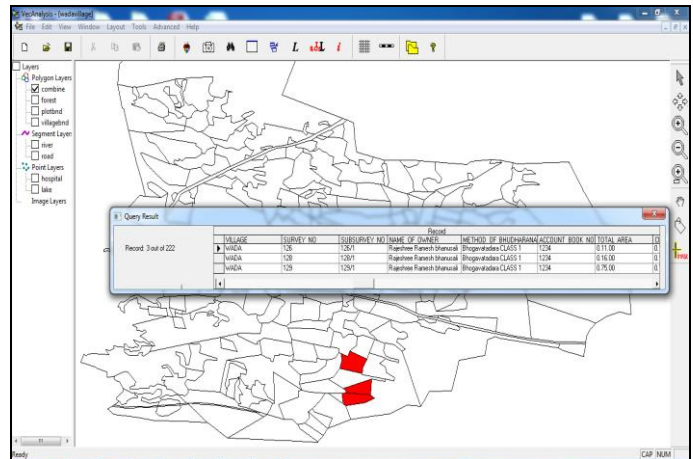 VecAnalysis - [wadavillage]
File Edit View Window Layout Tools Advanced Help
Layers
Polygon Layers
combine
forest
plotbnd
villagebnd
Segment Layer
river
road
Point Layers
hospital
lake
Image Layers
Query Result
Record: 3 out of 222
Record
VILLAGE SURVEY NO SUBSURVEY NO NAME OF OWNER METHOD OF BHUDHARANA ACCOUNT BOOK NO TOTAL AREA
WADA 126 126/1 Rajeshree Ramesh bhanusali Bhogavatadara CLASS 1 1234 0.11.00 0.
WADA 128 128/1 Rajeshree Ramesh bhanusali Bhogavatadara CLASS 1 1234 0.16.00 0.
WADA 129 129/1 Rajeshree Ramesh bhanusali Bhogavatadara CLASS 1 1234 0.75.00 0.
Ready
CAP NUM